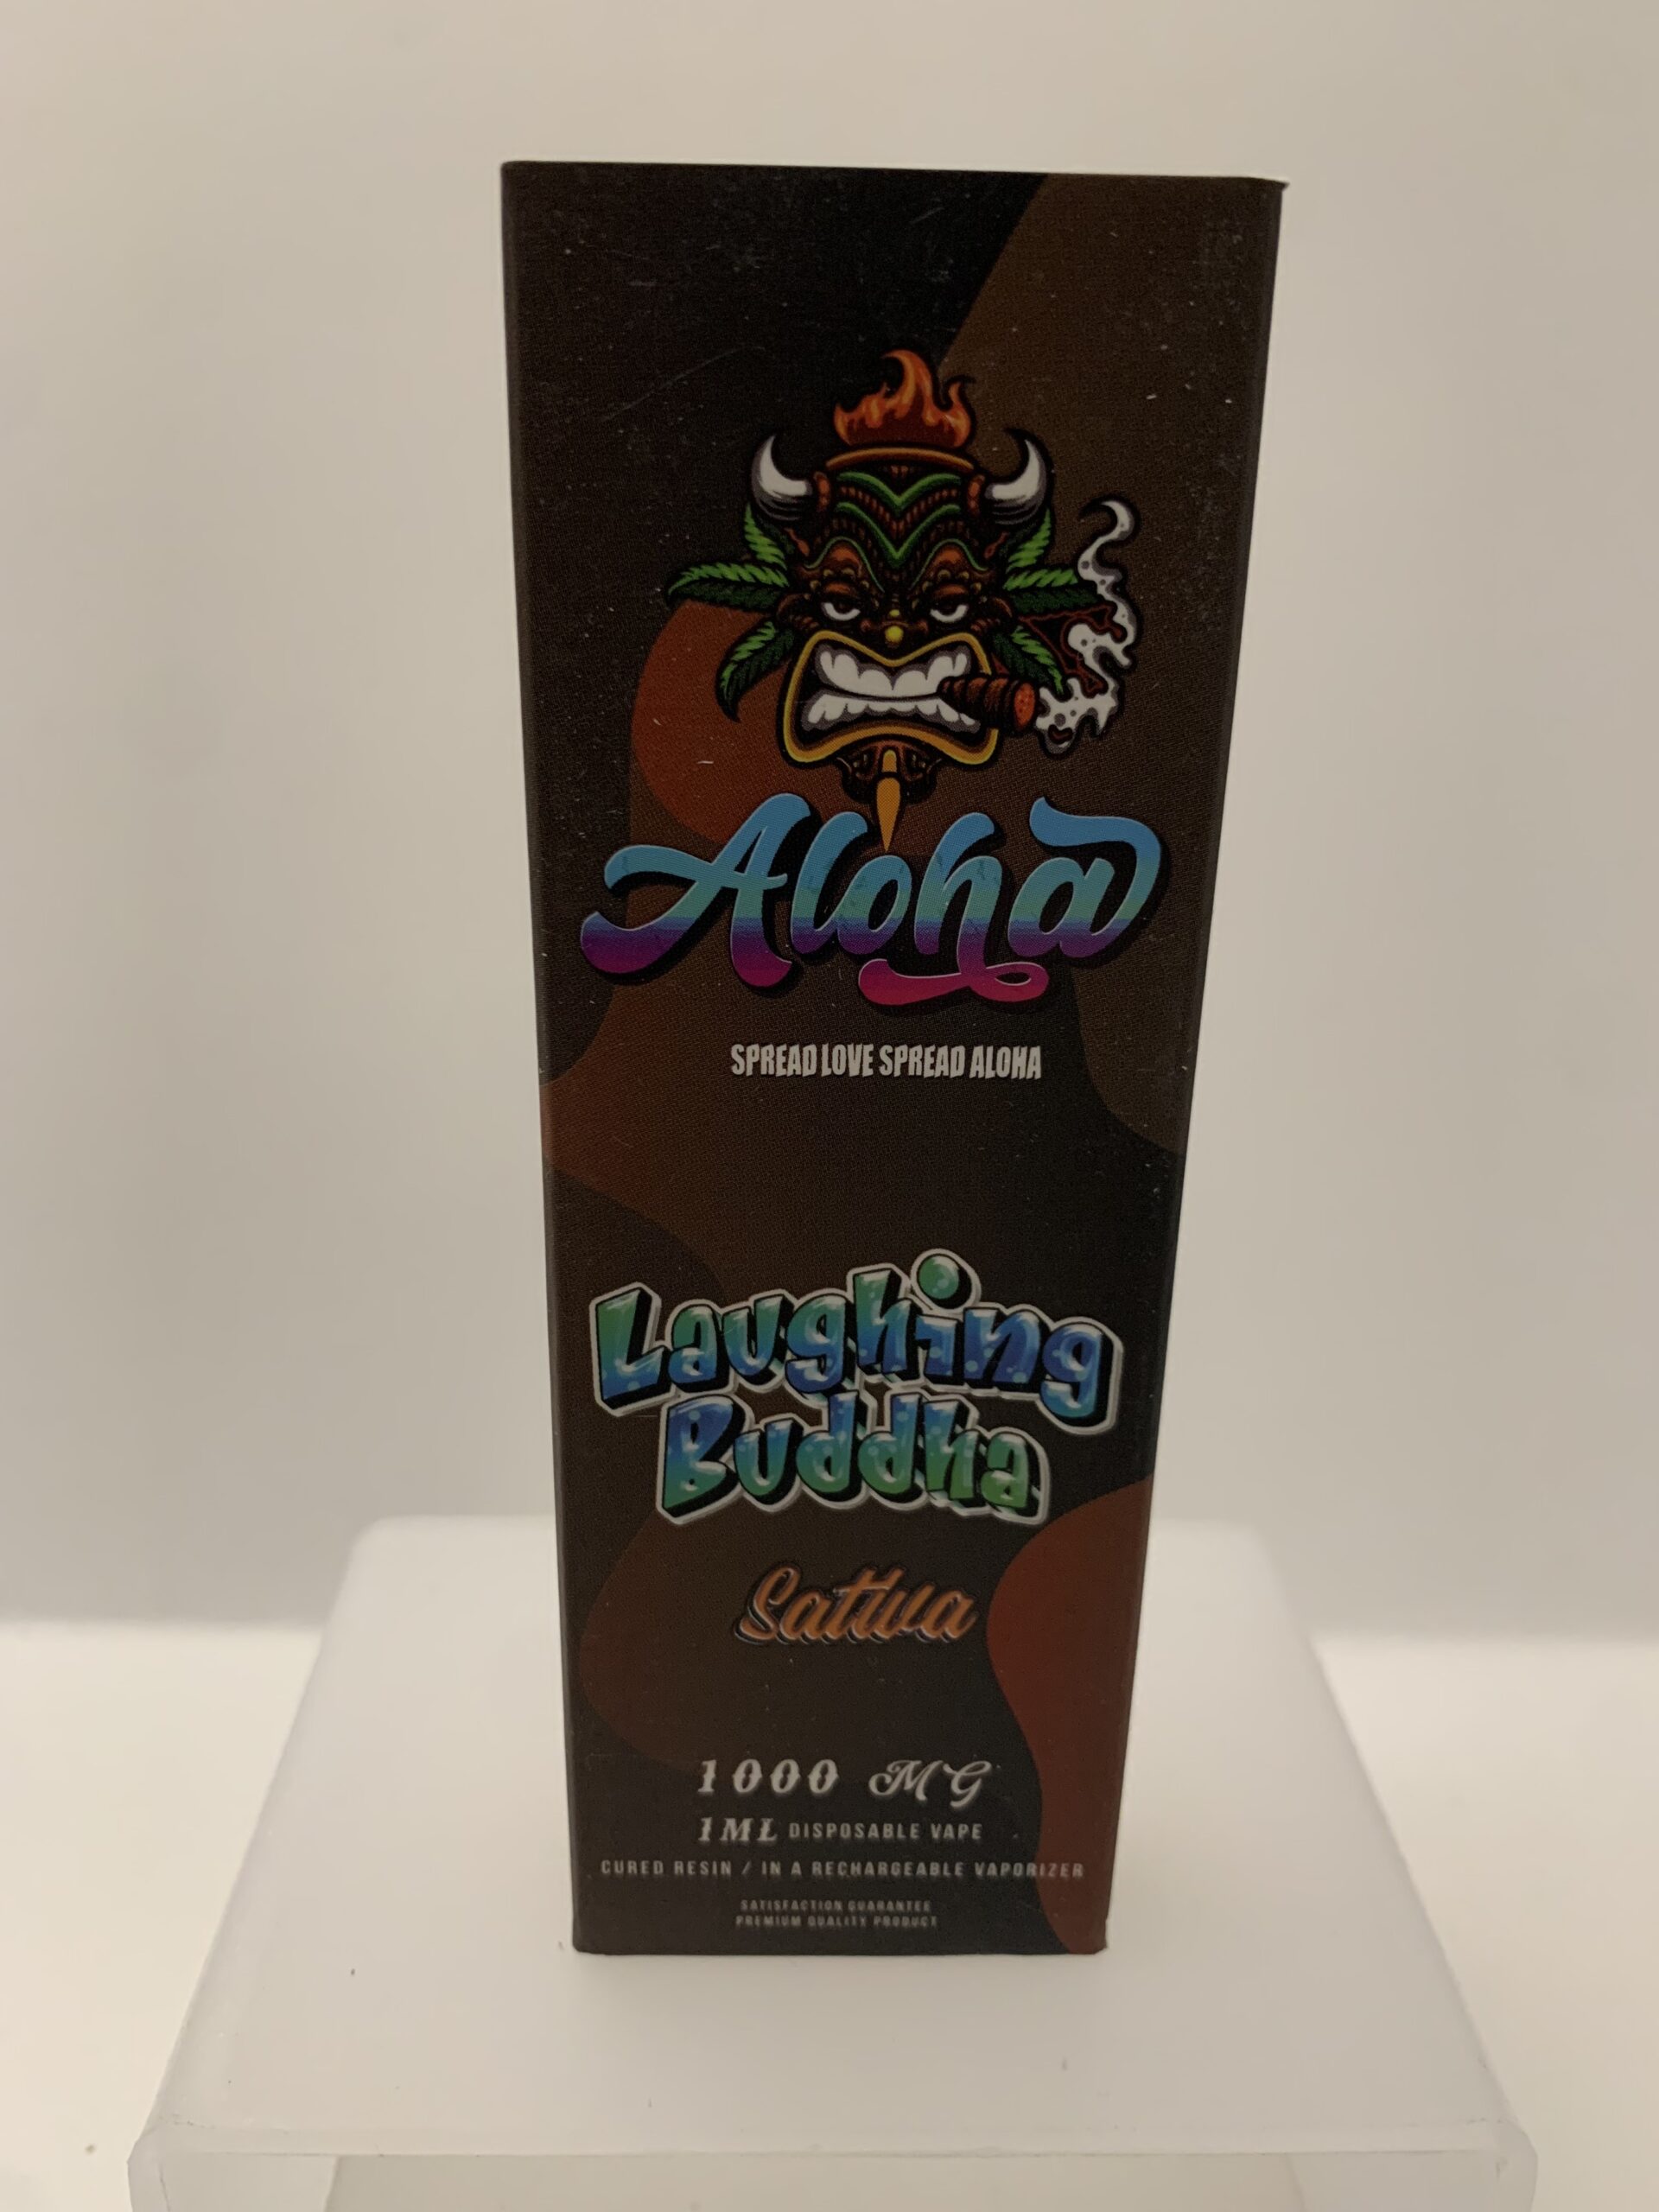 Aloha
SPREAD LOVE SPREAD ALOHA
Laughing
Buddha
Sativa
1000 MG
1ML DISPOSABLE VAPE
CURED RESIN / IN A RECHARGEABLE VAPORIZER
SATISFACTION GUARANTEE
PREMIUM QUALITY PRODUCT